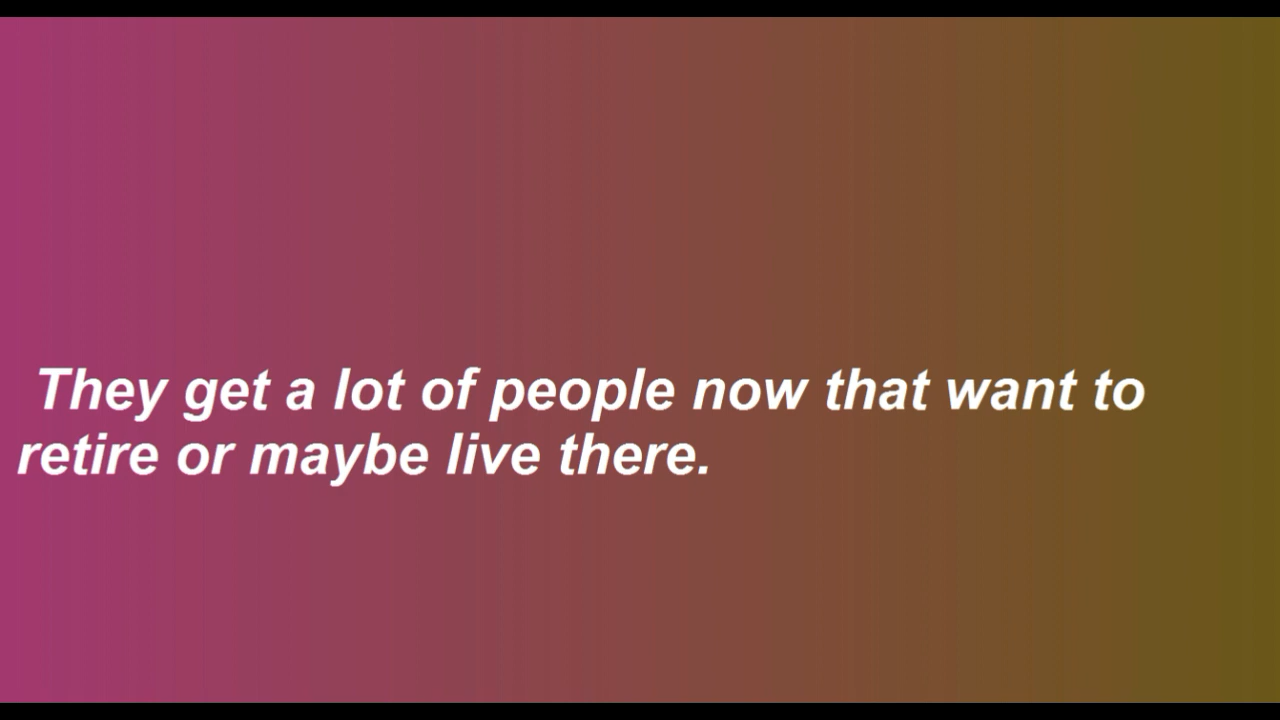 They get a lot of people now that want to
retire or maybe live there.